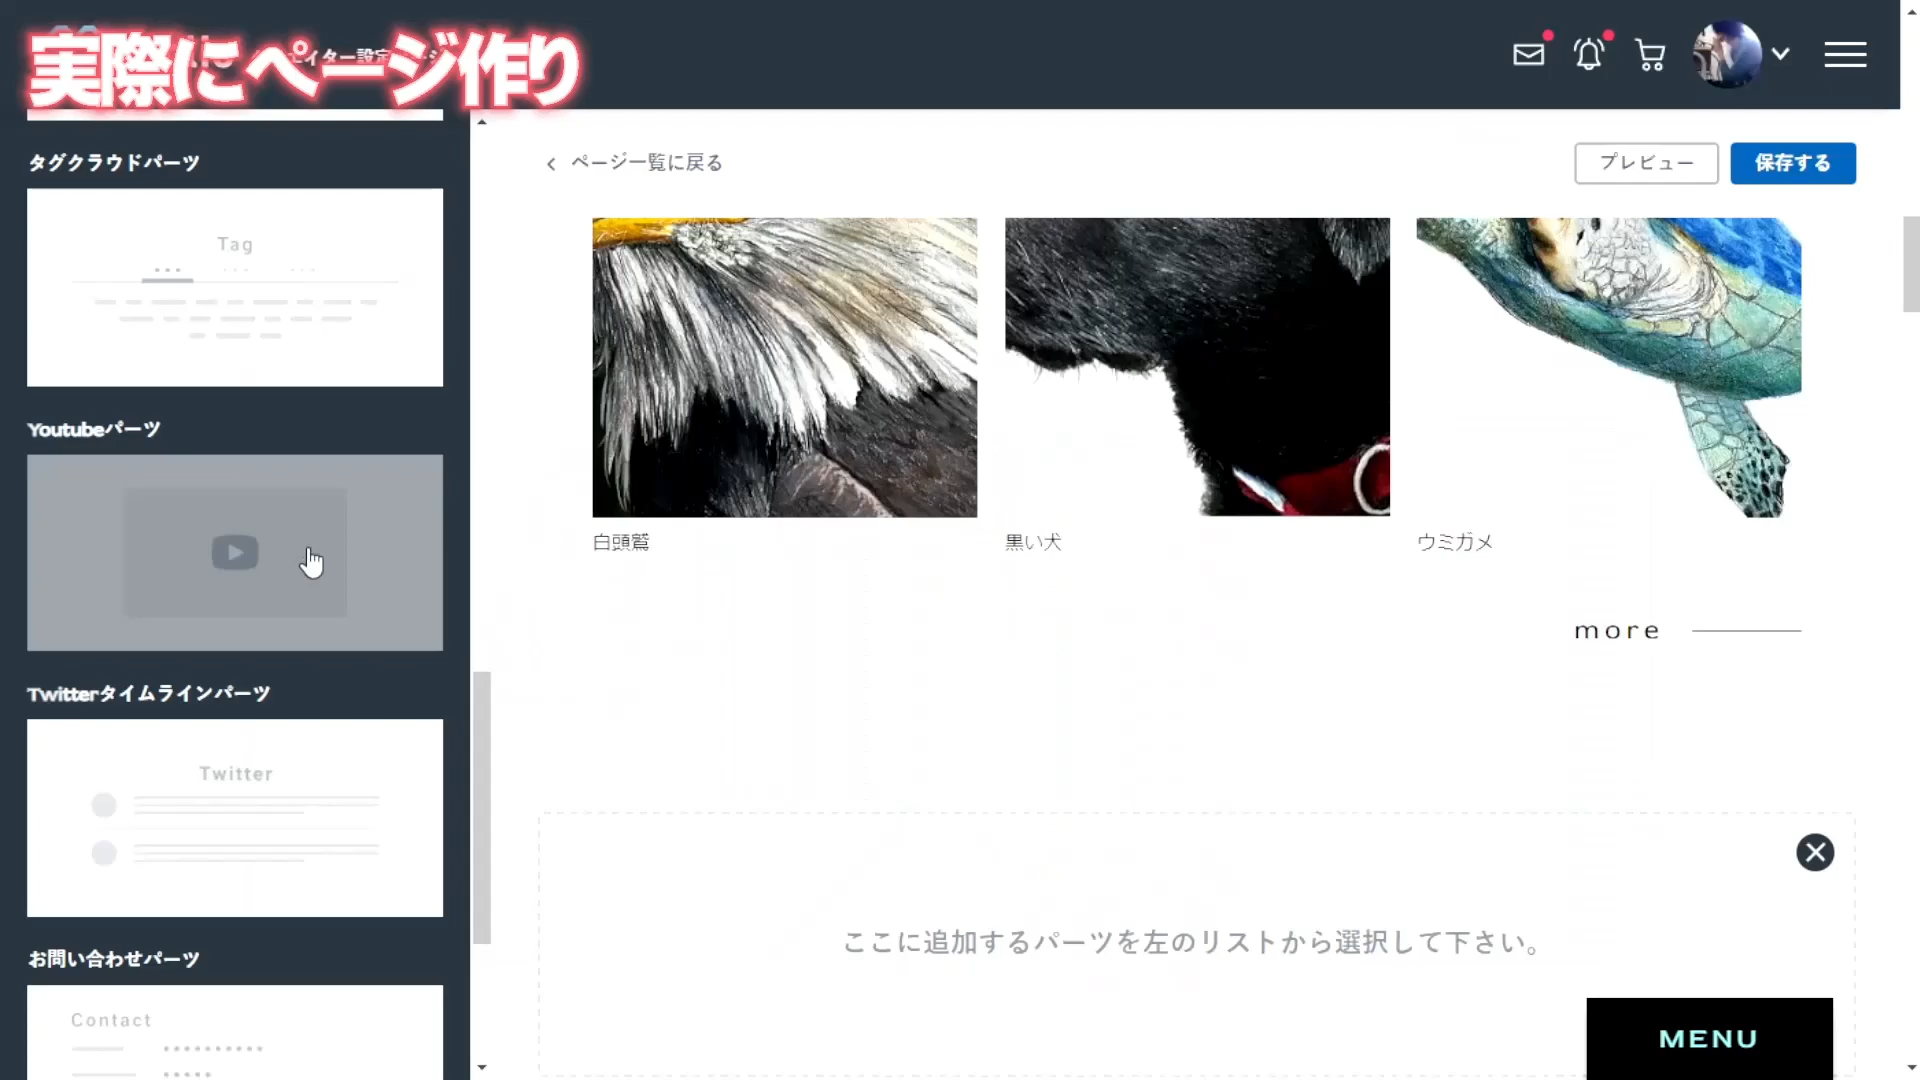 実際にページ作り
タグクラウドパーツ
Tag
Youtubeパーツ
Twitterタイムラインパーツ
Twitter
お問い合わせパーツ
Contact
ページ一覧に戻る
プレビュー
保存する
白頭鷲
黒い犬
ウミガメ
more
ここに追加するパーツを左のリストから選択して下さい。
MENU